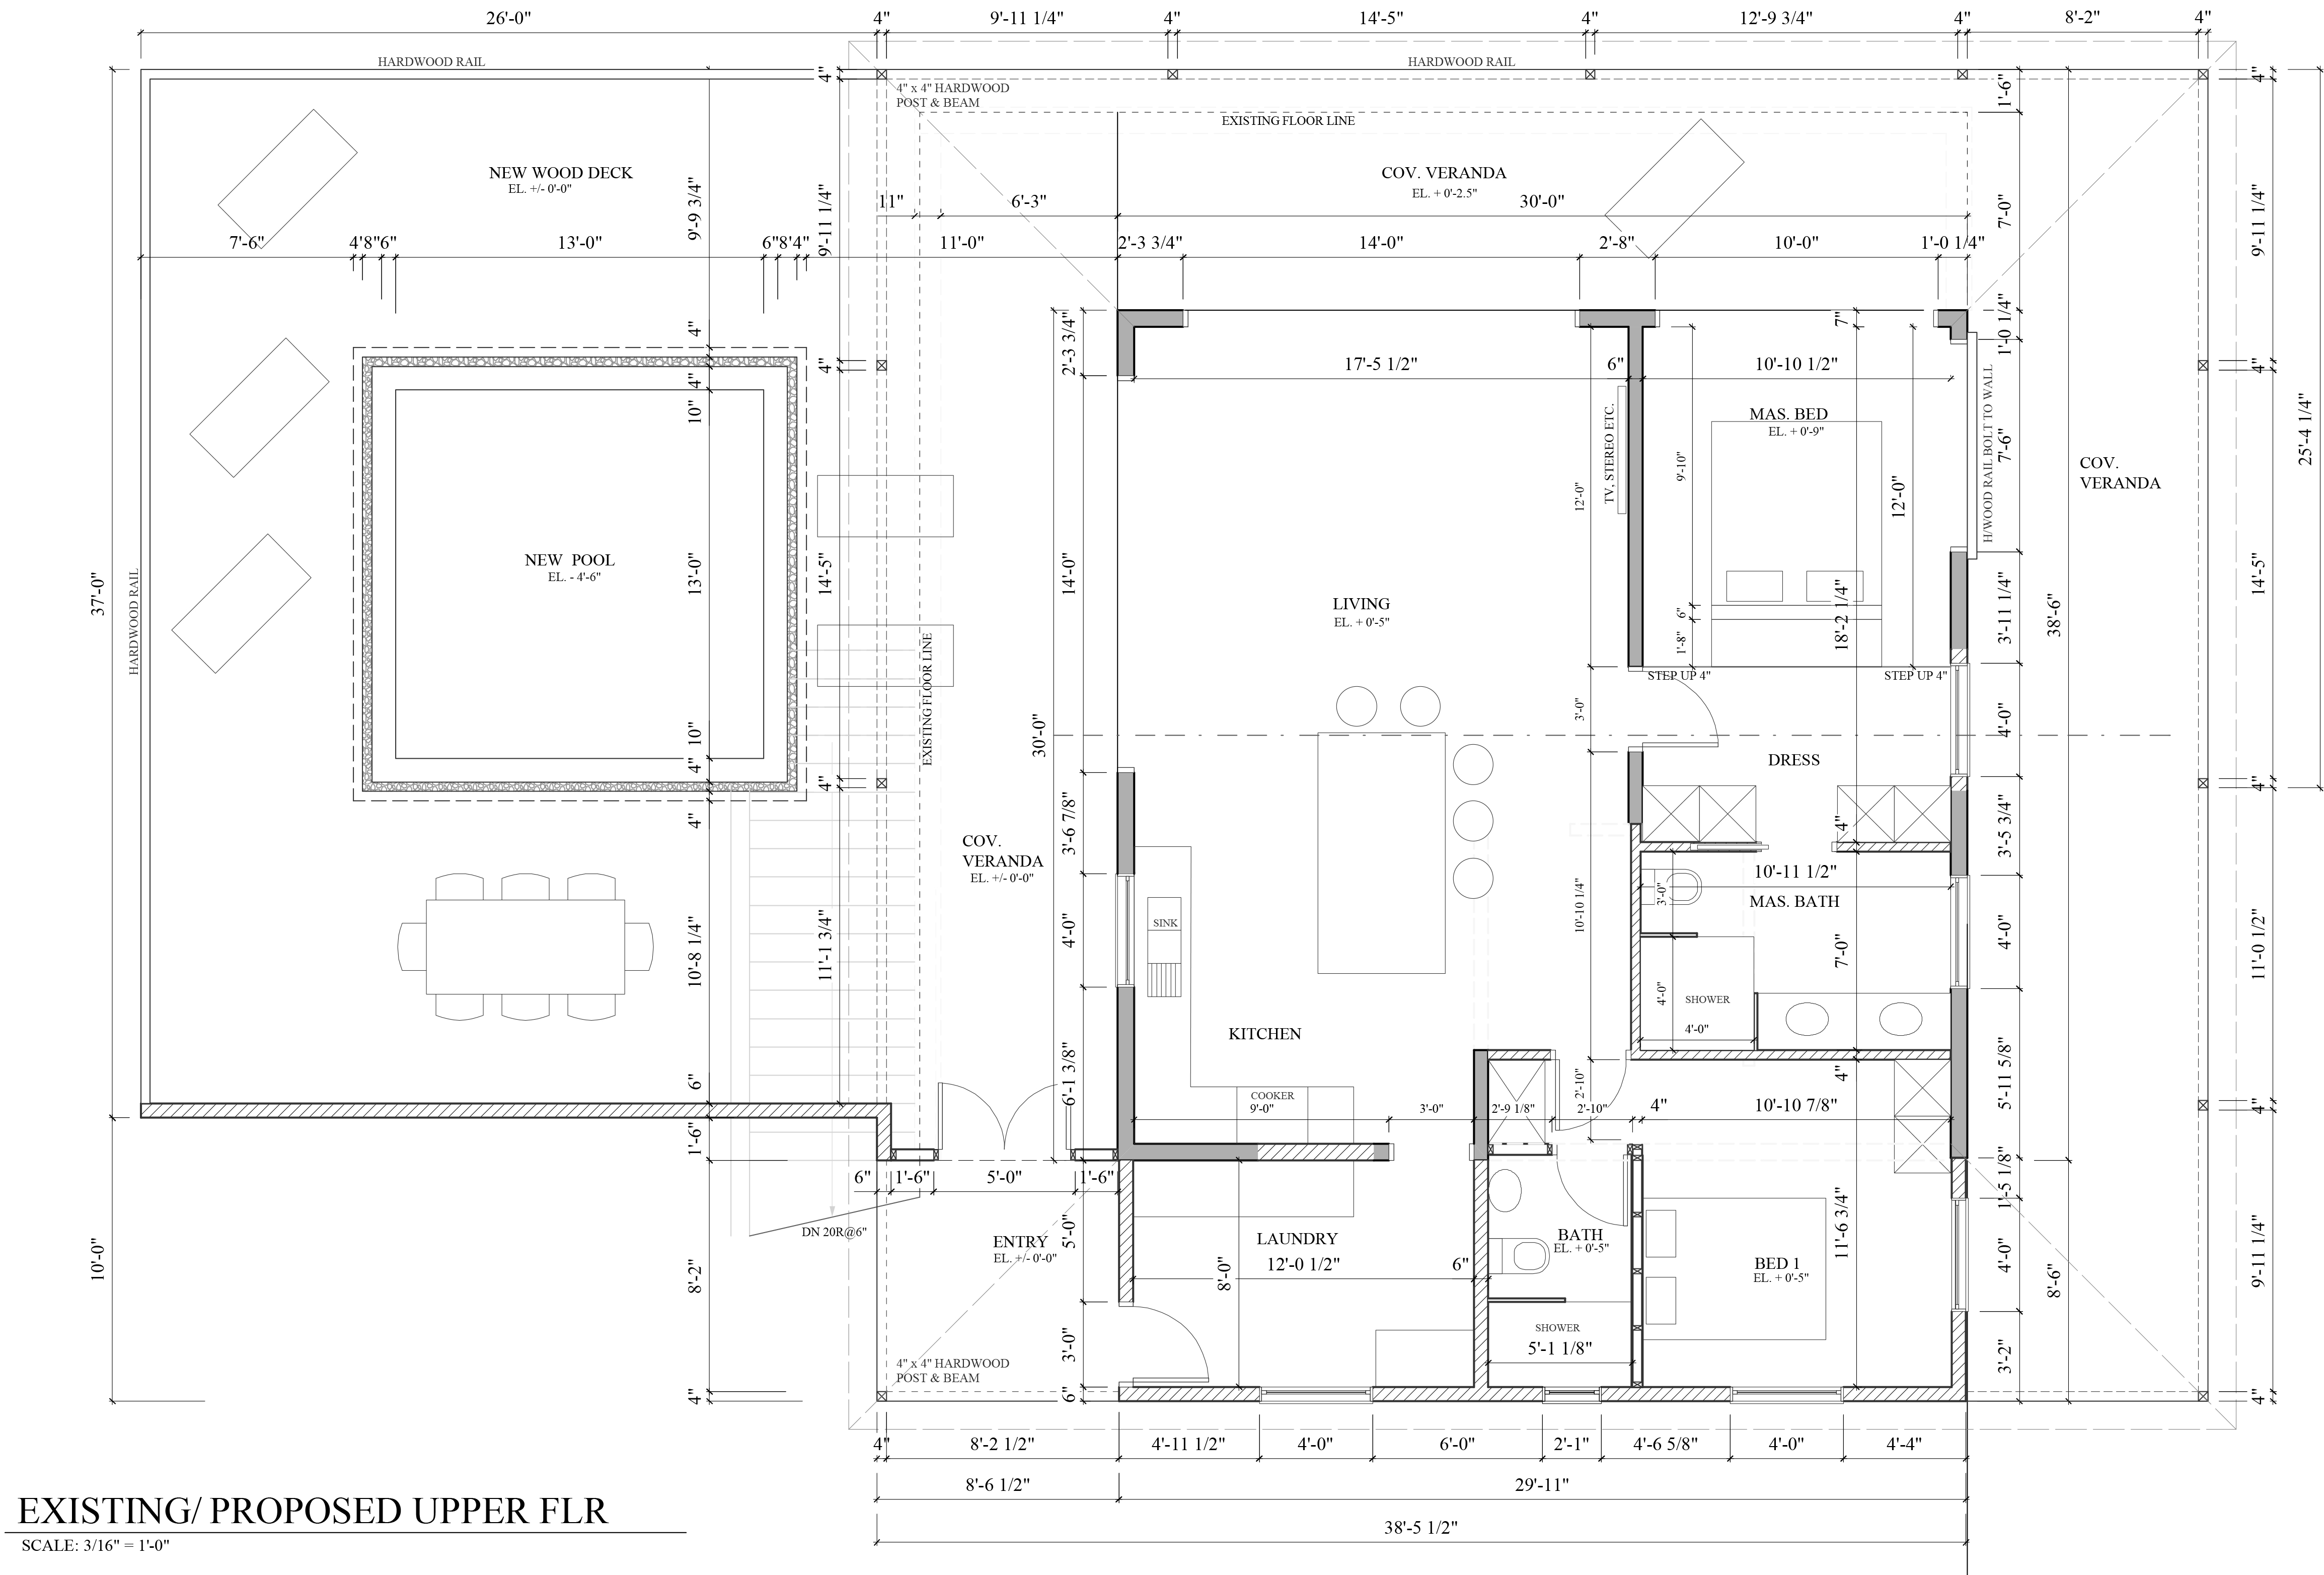 26'-0" 4" 9'-11 1/4" 4" 14'-5" 4" 12'-9 3/4" 4" 8'-2" 4"
HARDWOOD RAIL
HARDWOOD RAIL
4" x 4" HARDWOOD
POST & BEAM
EXISTING FLOOR LINE
4"
1'-6"
4"
NEW WOOD DECK
EL. +/- 0'-0"
COV. VERANDA
EL. + 0'-2.5"
9'-9 3/4"
9'-11 1/4"
7'-0"
9'-11 1/4"
11" 6'-3" 30'-0"
7'-6" 4' 8" 6" 13'-0" 6" 8' 4" 11'-0" 2'-3 3/4" 14'-0" 2'-8" 10'-0" 1'-0 1/4"
4"
4"
4"
10"
2'-3 3/4"
7"
1'-0 1/4"
4"
17'-5 1/2" 6" 10'-10 1/2"
MAS. BED
EL. + 0'-9"
TV, STEREO ETC.
H/WOOD RAIL BOLT TO WALL
7'-6"
25'-4 1/4"
COV.
VERANDA
9'-10"
12'-0"
12'-0"
NEW POOL
EL. - 4'-6"
37'-0"
HARDWOOD RAIL
13'-0"
14'-5"
14'-0"
14'-5"
LIVING
EL. + 0'-5"
6"
1'-8"
18'-2 1/4"
3'-11 1/4"
38'-6"
EXISTING FLOOR LINE
STEP UP 4" STEP UP 4"
10"
4"
4"
4"
30'-0"
3'-0"
4'-0"
4"
DRESS
4"
3'-6 7/8"
3'-5 3/4"
COV.
VERANDA
EL. +/- 0'-0"
10'-11 1/2"
MAS. BATH
3'-0"
SINK
10'-8 1/4"
11'-1 3/4"
4'-0"
10'-10 1/4"
7'-0"
4'-0"
11'-0 1/2"
4'-0"
SHOWER
4'-0"
KITCHEN
6"
6'-1 3/8"
2'-10"
4"
5'-11 5/8"
4"
COOKER
9'-0" 3'-0" 2'-9 1/8" 2'-10" 4" 10'-10 7/8"
1'-6"
6" 1'-6" 5'-0" 1'-6"
1'-5 1/8"
DN 20R@6"
ENTRY
EL. +/- 0'-0"
5'-0"
LAUNDRY
12'-0 1/2" 6"
8'-0"
BATH
EL. + 0'-5"
11'-6 3/4"
BED 1
EL. + 0'-5"
10'-0"
8'-2"
4'-0"
8'-6"
9'-11 1/4"
SHOWER
5'-1 1/8"
3'-0"
3'-2"
4" x 4" HARDWOOD
POST & BEAM
4"
6"
4"
4" 8'-2 1/2" 4'-11 1/2" 4'-0" 6'-0" 2'-1" 4'-6 5/8" 4'-0" 4'-4"
8'-6 1/2" 29'-11"
38'-5 1/2"
EXISTING/ PROPOSED UPPER FLR
SCALE: 3/16" = 1'-0"